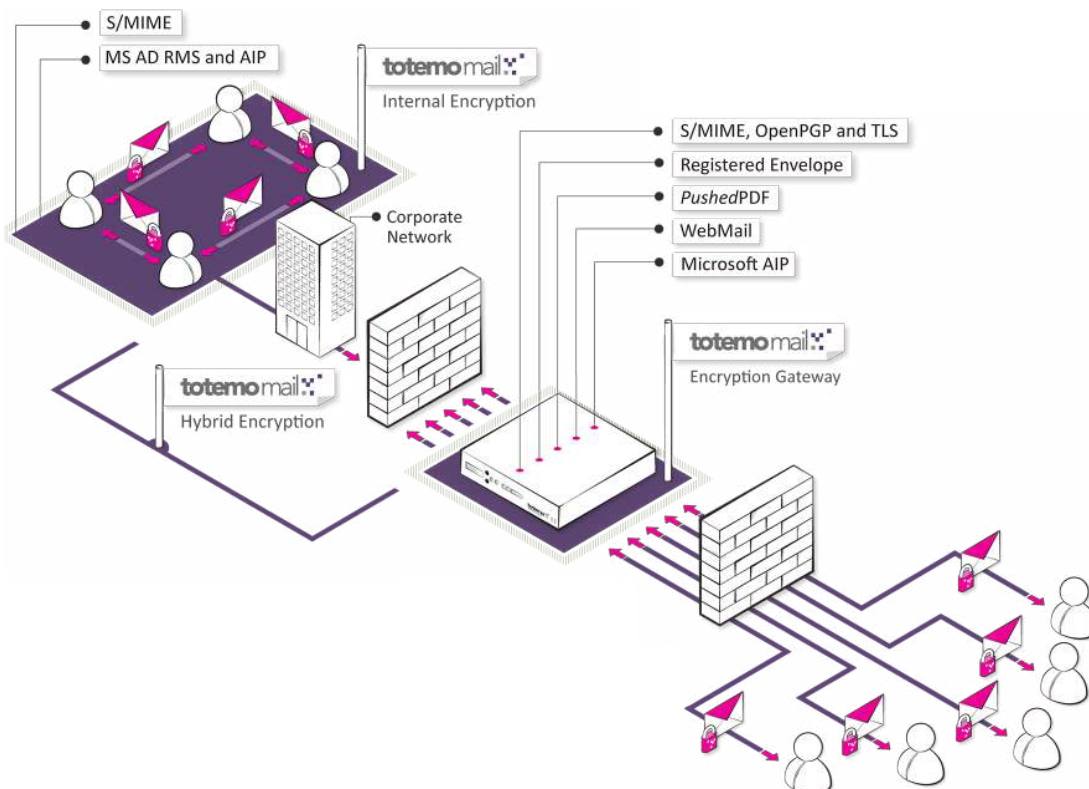 S/MIME
MS AD RMS and AIP
totemomail
Internal Encryption
S/MIME, OpenPGP and TLS
Registered Envelope
PushedPDF
WebMail
Microsoft AIP
Corporate
Network
totemomail
Encryption Gateway
totemomail
Hybrid Encryption